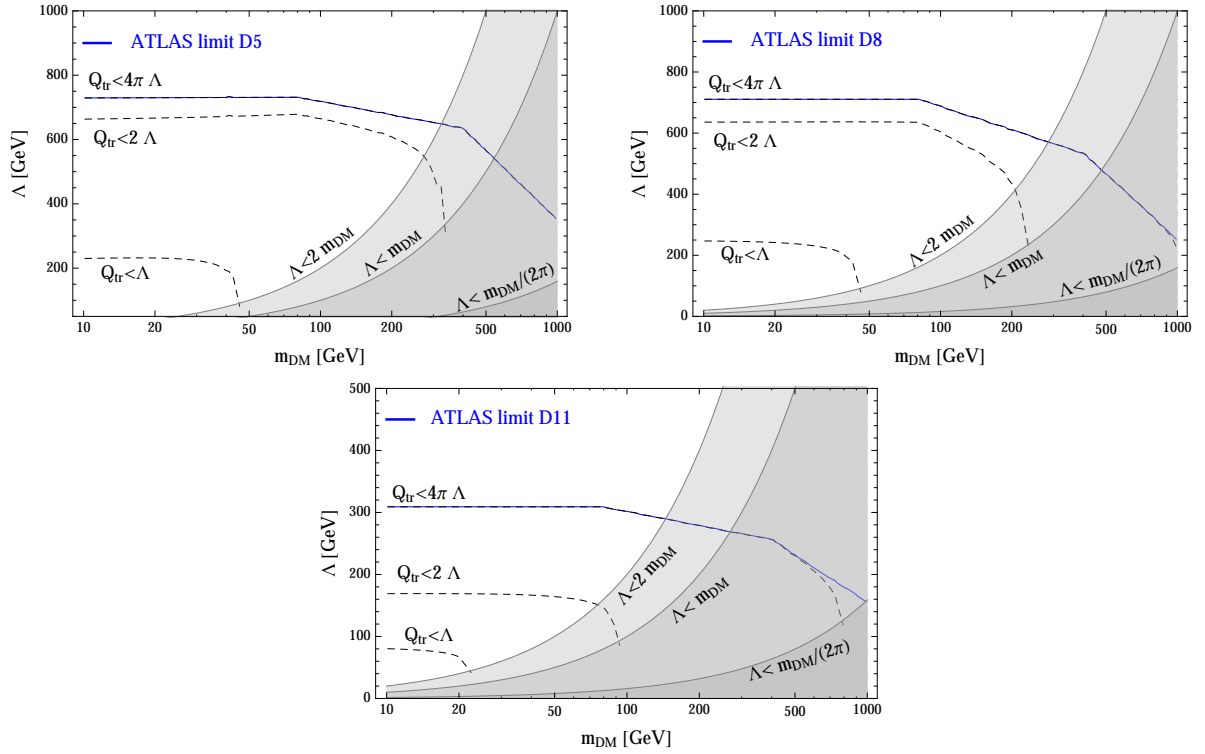 ATLAS limit D5
Q_tr<4π Λ
Q_tr<2 Λ
Q_tr<Λ
Λ<2 m_DM
Λ< m_DM
Λ< m_DM/(2π)
1000
800
600
400
200
Λ [GeV]
10 20 50 100 200 500 1000
m_DM [GeV]
ATLAS limit D8
Q_tr<4π Λ
Q_tr<2 Λ
Q_tr<Λ
Λ<2 m_DM
Λ< m_DM
Λ< m_DM/(2π)
1000
800
600
400
200
0
Λ [GeV]
10 20 50 100 200 500 1000
m_DM [GeV]
ATLAS limit D11
Q_tr<4π Λ
Q_tr<2 Λ
Q_tr<Λ
Λ<2 m_DM
Λ< m_DM
Λ< m_DM/(2π)
500
400
300
200
100
0
Λ [GeV]
10 20 50 100 200 500 1000
m_DM [GeV]